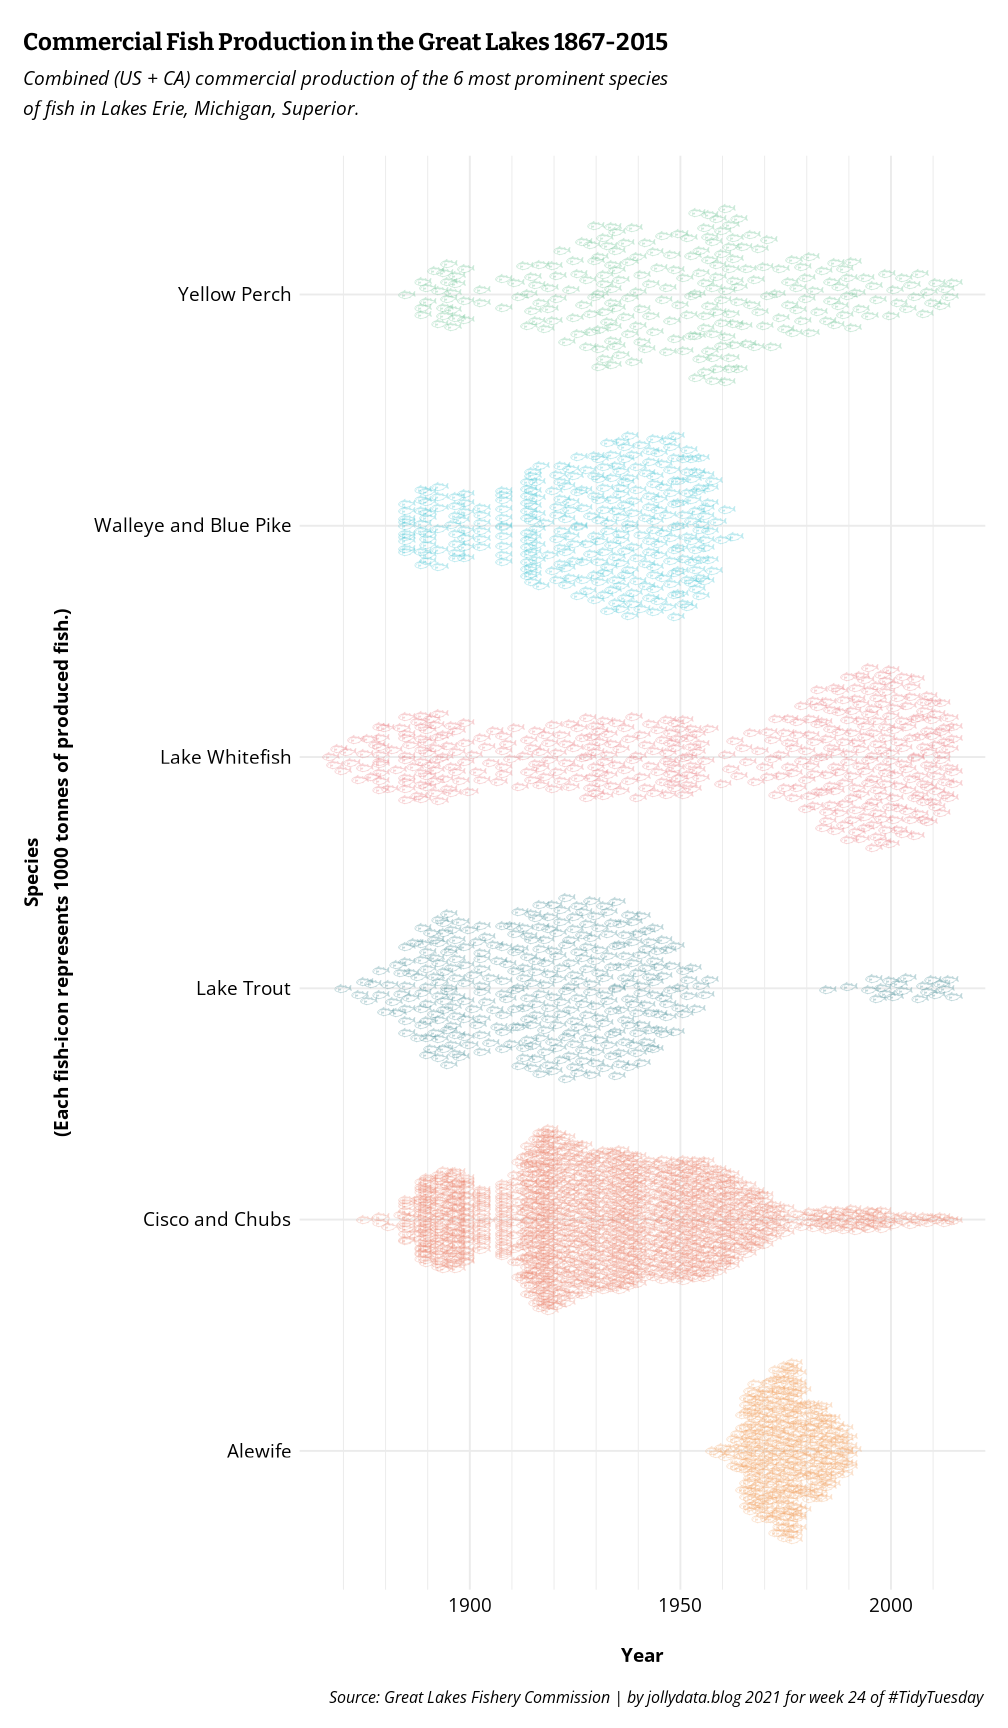 Commercial Fish Production in the Great Lakes 1867-2015
Combined (US + CA) commercial production of the 6 most prominent species
of fish in Lakes Erie, Michigan, Superior.
Yellow Perch
Walleye and Blue Pike
Lake Whitefish
Lake Trout
Cisco and Chubs
Alewife
Species
(Each fish-icon represents 1000 tonnes of produced fish.)
1900 1950 2000
Year
Source: Great Lakes Fishery Commission | by jollydata.blog 2021 for week 24 of #TidyTuesday